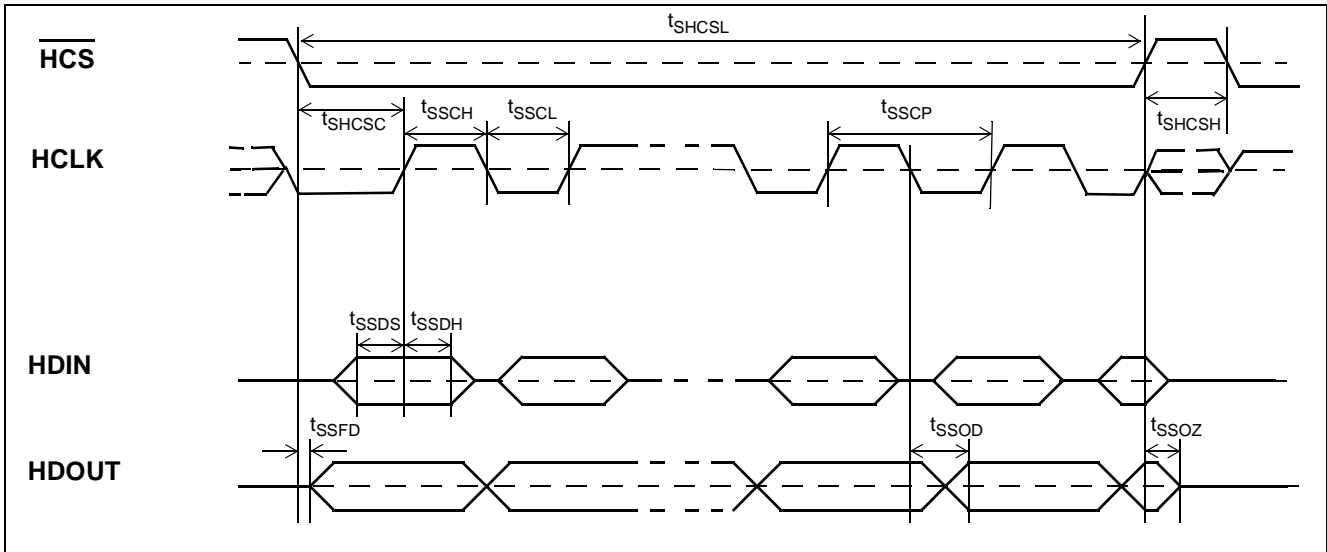 tSHCSL
HCS
tSHCSC
tSSCH
tSSCL
tSSCP
tSHCSH
HCLK
tSSDS
tSSDH
HDIN
tSSFD
tSSOD
tSSOZ
HDOUT